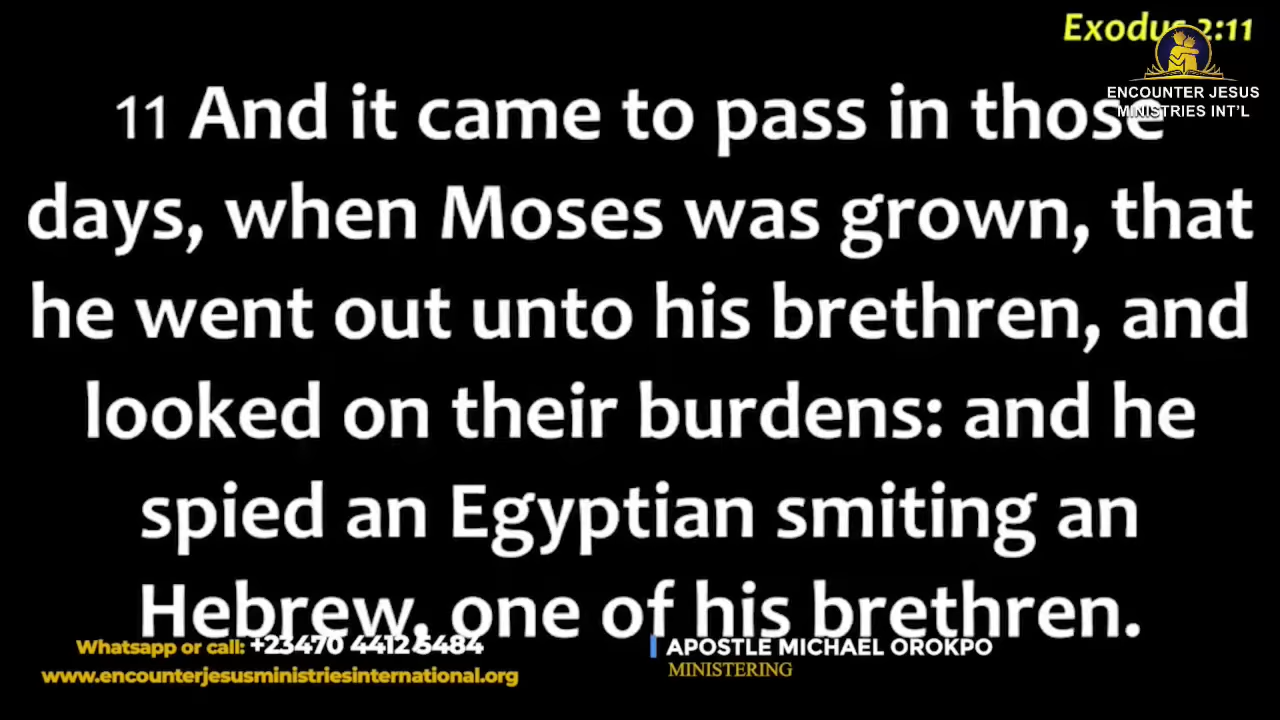 Exodus 2:11
ENCOUNTER JESUS
MINISTRIES INT'L
11 And it came to pass in those
days, when Moses was grown, that
he went out unto his brethren, and
looked on their burdens: and he
spied an Egyptian smiting an
Hebrew, one of his brethren.
Whatsapp or call: +23470 4412 5484
www.encounterjesusministriesinternational.org
APOSTLE MICHAEL OROKPO
MINISTERING